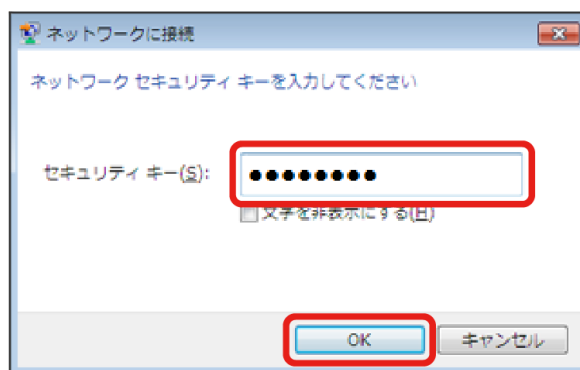 ネットワークに接続
ネットワーク セキュリティ キーを入力してください
セキュリティ キー(S): ●●●●●●●●
文字を非表示にする(H)
OK キャンセル